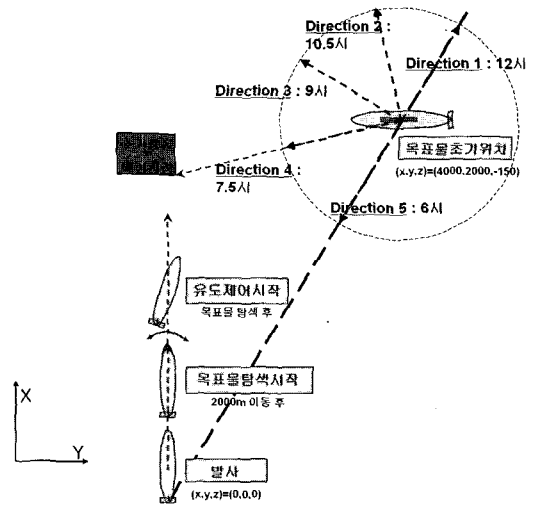 Direction 2 :
10.5시
Direction 1 : 12시
Direction 3 : 9시
목표물초기위치
(x.y.z)=(4000.2000,-150)
Direction 4 :
7.5시
Direction 5 : 6시
유도제어시작
목표물 탐색 후
목표물탐색시작
2000m 이동 후
X
Y
발사
(x.y,z)=(0,0,0)